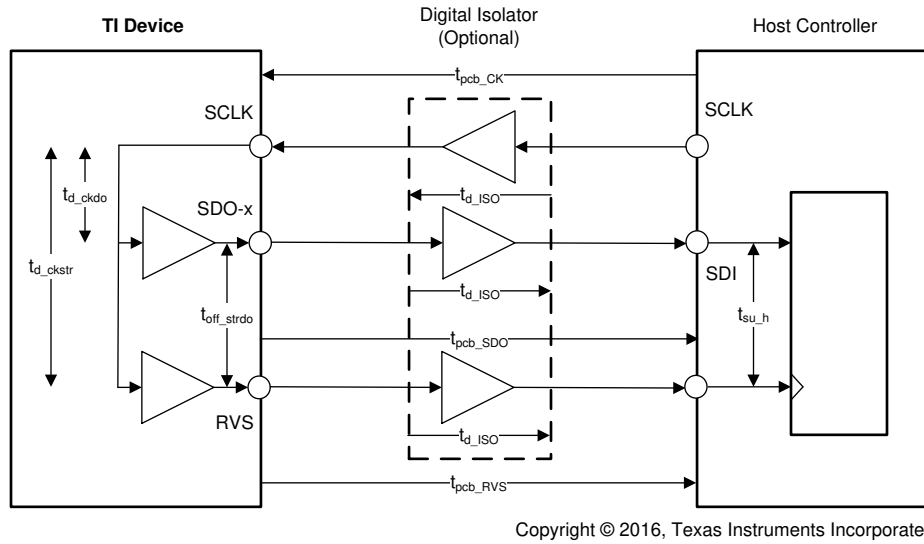 TI Device
Digital Isolator
(Optional)
Host Controller
tpcb_CK
SCLK
SCLK
td_ckdo
td_ISO
SDO-x
td_ckstr
SDI
td_ISO
toff_strdo
tsu_h
tpcb_SDO
RVS
td_ISO
tpcb_RVS
Copyright © 2016, Texas Instruments Incorporate